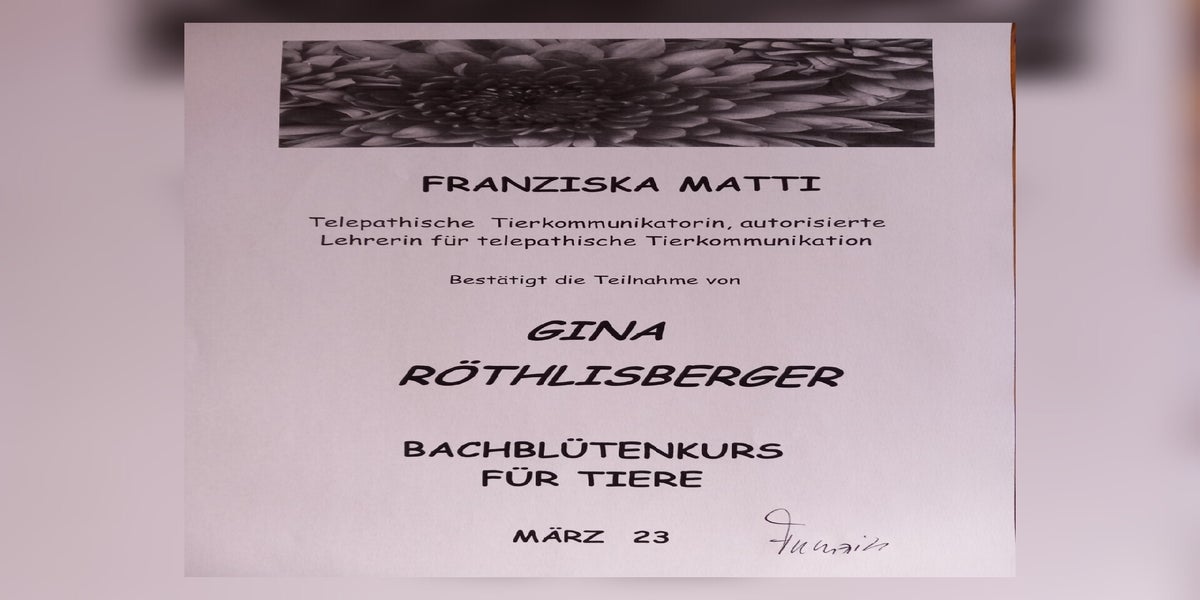 FRANZISKA MATTI
Telepathische Tierkommunikatorin, autorisierte
Lehrerin für telepathische Tierkommunikation
Bestätigt die Teilnahme von
GINA
RÖTHLISBERGER
BACHBLÜTENKURS
FÜR TIERE
MÄRZ 23